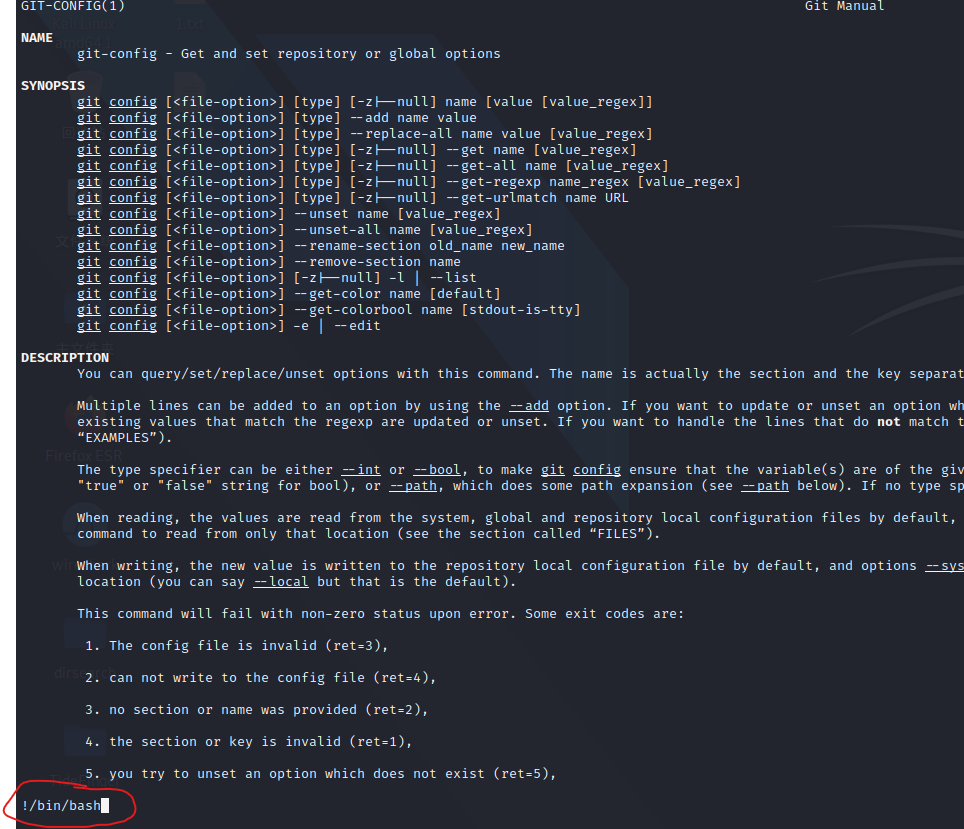 GIT-CONFIG(1) Git Manual
NAME
git-config - Get and set repository or global options
SYNOPSIS
git config [<file-option>] [type] [-z|--null] name [value [value_regex]]
git config [<file-option>] [type] --add name value
git config [<file-option>] [type] --replace-all name value [value_regex]
git config [<file-option>] [type] [-z|--null] --get name [value_regex]
git config [<file-option>] [type] [-z|--null] --get-all name [value_regex]
git config [<file-option>] [type] [-z|--null] --get-regexp name_regex [value_regex]
git config [<file-option>] [type] [-z|--null] --get-urlmatch name URL
git config [<file-option>] --unset name [value_regex]
git config [<file-option>] --unset-all name [value_regex]
git config [<file-option>] --rename-section old_name new_name
git config [<file-option>] --remove-section name
git config [<file-option>] [-z|--null] -l | --list
git config [<file-option>] --get-color name [default]
git config [<file-option>] --get-colorbool name [stdout-is-tty]
git config [<file-option>] -e | --edit
DESCRIPTION
You can query/set/replace/unset options with this command. The name is actually the section and the key separat
Multiple lines can be added to an option by using the --add option. If you want to update or unset an option wh
existing values that match the regexp are updated or unset. If you want to handle the lines that do not match t
“EXAMPLES”).
The type specifier can be either --int or --bool, to make git config ensure that the variable(s) are of the giv
"true" or "false" string for bool), or --path, which does some path expansion (see --path below). If no type sp
When reading, the values are read from the system, global and repository local configuration files by default,
command to read from only that location (see the section called “FILES”).
When writing, the new value is written to the repository local configuration file by default, and options --sys
location (you can say --local but that is the default).
This command will fail with non-zero status upon error. Some exit codes are:
1. The config file is invalid (ret=3),
2. can not write to the config file (ret=4),
3. no section or name was provided (ret=2),
4. the section or key is invalid (ret=1),
5. you try to unset an option which does not exist (ret=5),
!/bin/bash
Firefox ESR